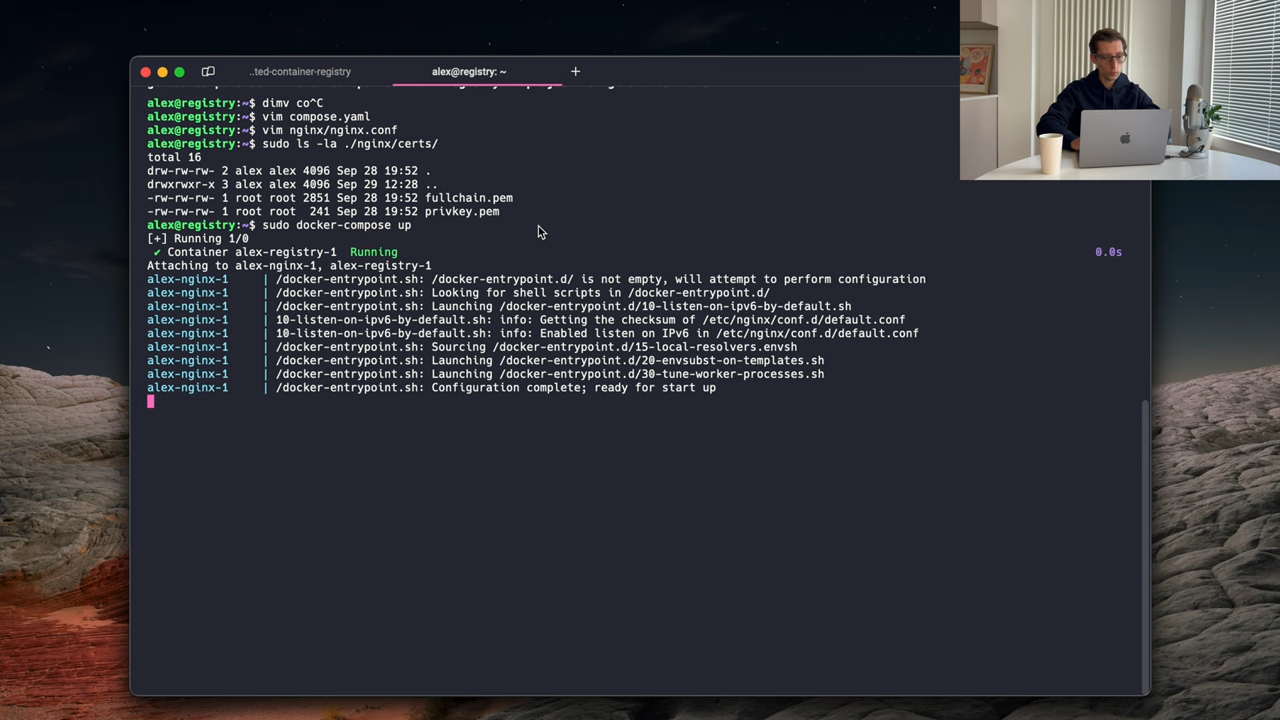 ..ted-container-registry
alex@registry: ~
+
alex@registry:~$ dimv co^C
alex@registry:~$ vim compose.yaml
alex@registry:~$ vim nginx/nginx.conf
alex@registry:~$ sudo ls -la ./nginx/certs/
total 16
drw-rw-rw- 2 alex alex 4096 Sep 28 19:52 .
drwxrwxr-x 3 alex alex 4096 Sep 29 12:28 ..
-rw-rw-rw- 1 root root 2851 Sep 28 19:52 fullchain.pem
-rw-rw-rw- 1 root root  241 Sep 28 19:52 privkey.pem
alex@registry:~$ sudo docker-compose up
[+] Running 1/0
✔ Container alex-registry-1  Running 0.0s
Attaching to alex-nginx-1, alex-registry-1
alex-nginx-1     | /docker-entrypoint.sh: /docker-entrypoint.d/ is not empty, will attempt to perform configuration
alex-nginx-1     | /docker-entrypoint.sh: Looking for shell scripts in /docker-entrypoint.d/
alex-nginx-1     | /docker-entrypoint.sh: Launching /docker-entrypoint.d/10-listen-on-ipv6-by-default.sh
alex-nginx-1     | 10-listen-on-ipv6-by-default.sh: info: Getting the checksum of /etc/nginx/conf.d/default.conf
alex-nginx-1     | 10-listen-on-ipv6-by-default.sh: info: Enabled listen on IPv6 in /etc/nginx/conf.d/default.conf
alex-nginx-1     | /docker-entrypoint.sh: Sourcing /docker-entrypoint.d/15-local-resolvers.envsh
alex-nginx-1     | /docker-entrypoint.sh: Launching /docker-entrypoint.d/20-envsubst-on-templates.sh
alex-nginx-1     | /docker-entrypoint.sh: Launching /docker-entrypoint.d/30-tune-worker-processes.sh
alex-nginx-1     | /docker-entrypoint.sh: Configuration complete; ready for start up